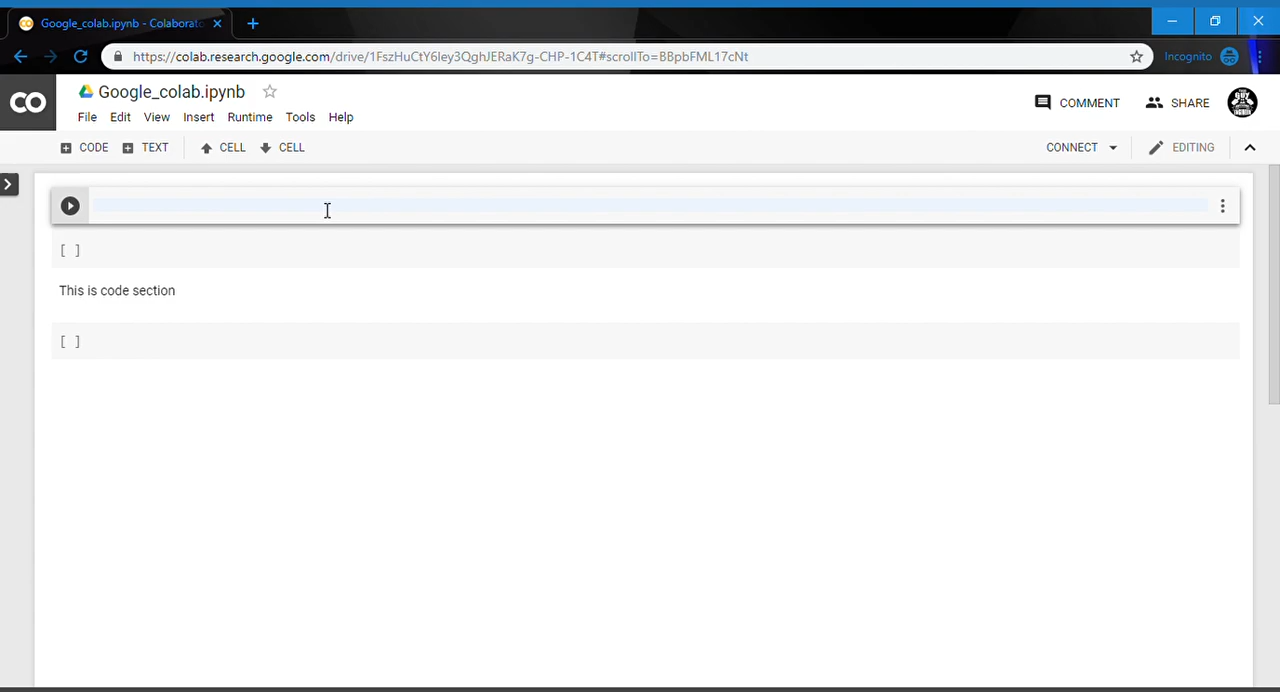 Google_colab.ipynb - Colaborato
https://colab.research.google.com/drive/1FszHuCtY6ley3QghJERaK7g-CHP-1C4T#scrollTo=BBpbFML17cNt
Incognito
CO
Google_colab.ipynb
COMMENT SHARE
File Edit View Insert Runtime Tools Help
CODE TEXT CELL CELL CONNECT EDITING
[ ]
This is code section
[ ]